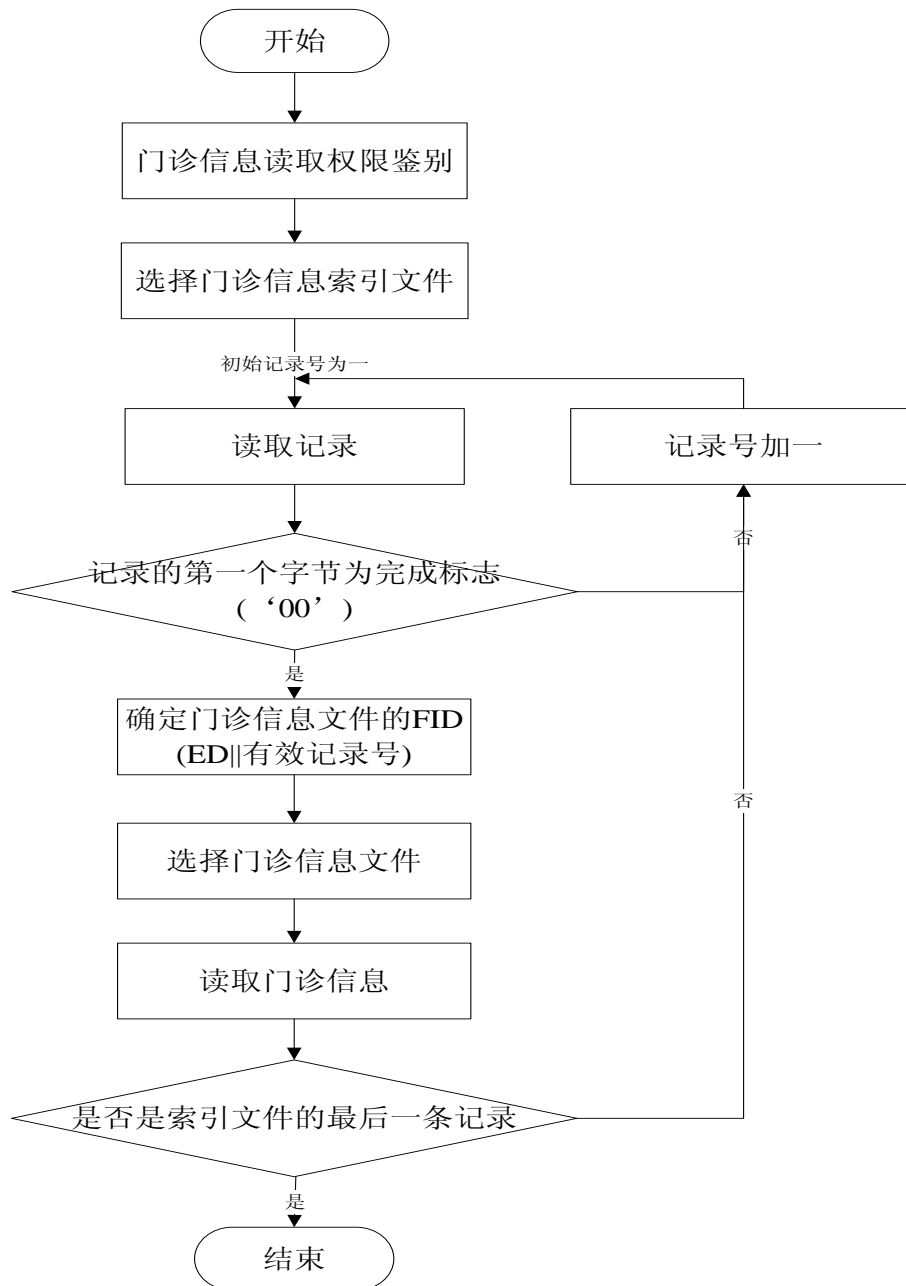 开始
门诊信息读取权限鉴别
选择门诊信息索引文件
初始记录号为一
读取记录
记录号加一
否
记录的第一个字节为完成标志
(‘00’)
是
确定门诊信息文件的FID
(ED||有效记录号)
否
选择门诊信息文件
读取门诊信息
是否是索引文件的最后一条记录
是
结束